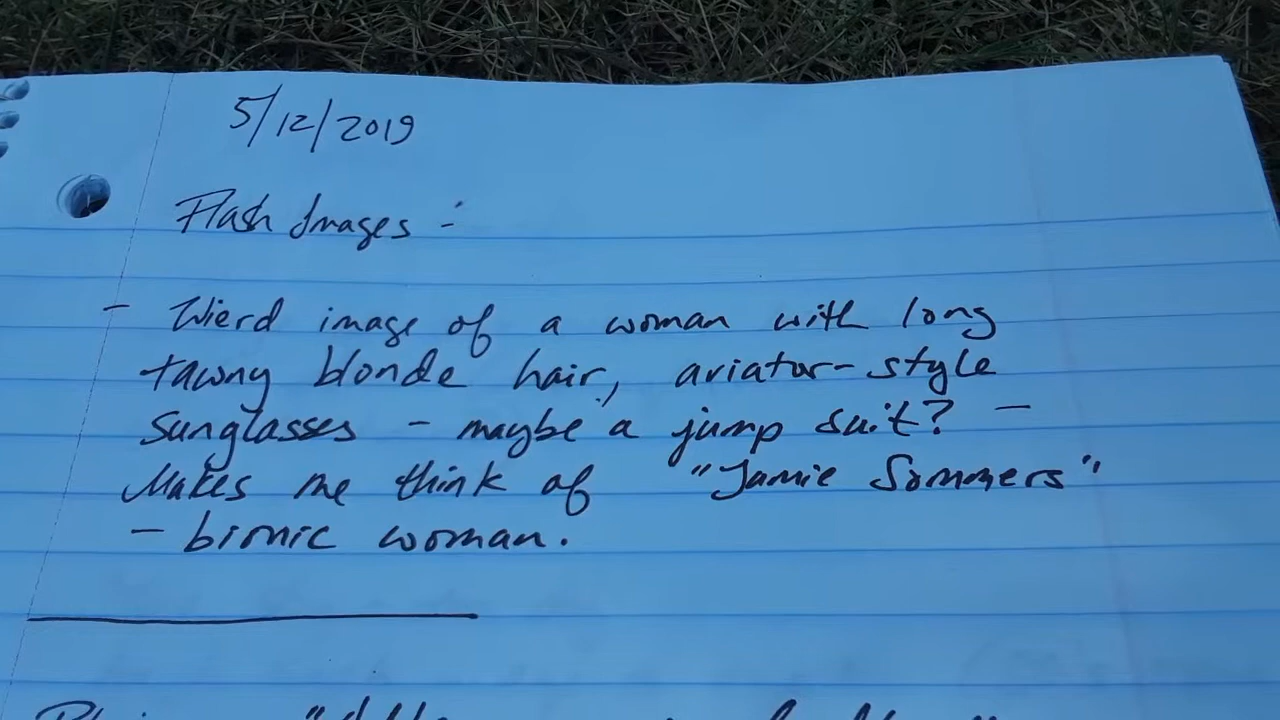 5/12/2019
Flash Images:
- Wierd image of a woman with long
tawny blonde hair, aviator-style
sunglasses - maybe a jump suit? -
Makes me think of "Jamie Sommers"
- bionic woman.